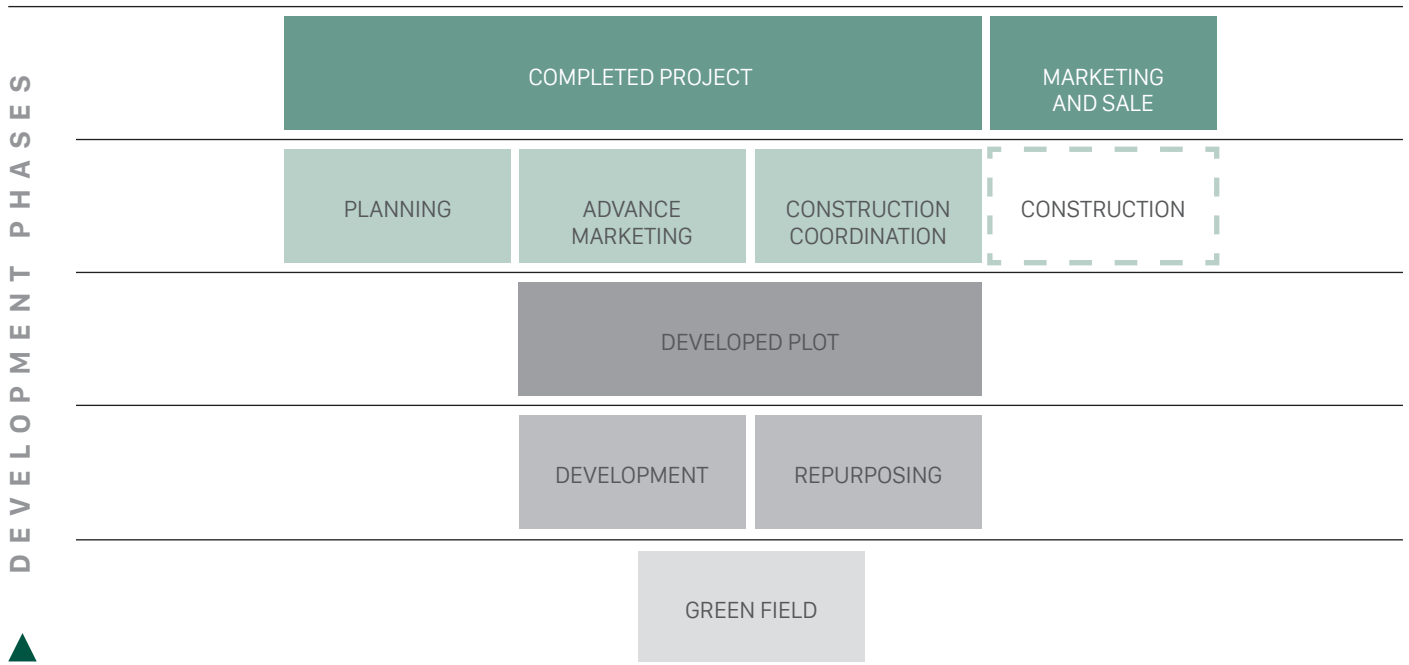 DEVELOPMENT PHASES
COMPLETED PROJECT
MARKETING
AND SALE
PLANNING
ADVANCE
MARKETING
CONSTRUCTION
COORDINATION
CONSTRUCTION
DEVELOPED PLOT
DEVELOPMENT
REPURPOSING
GREEN FIELD